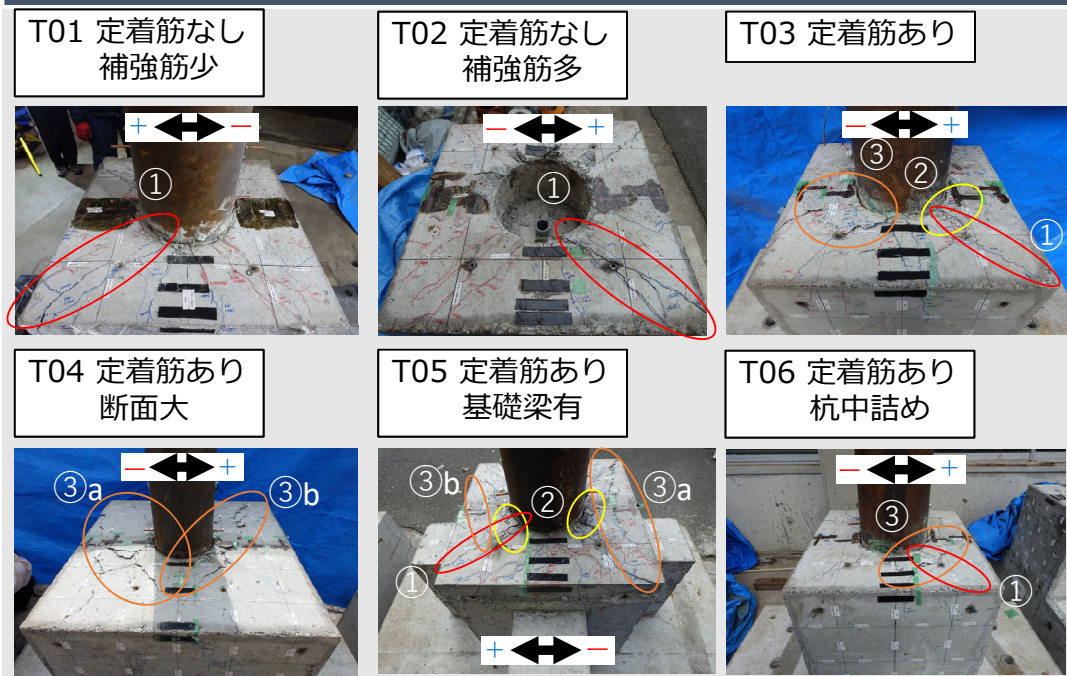 T01 定着筋なし
補強筋少
T02 定着筋なし
補強筋多
T03 定着筋あり
+ −
①
− +
①
− +
③
②
①
T04 定着筋あり
断面大
T05 定着筋あり
基礎梁有
T06 定着筋あり
杭中詰め
− +
③a
③b
③b
②
③a
①
+ −
− +
③
①